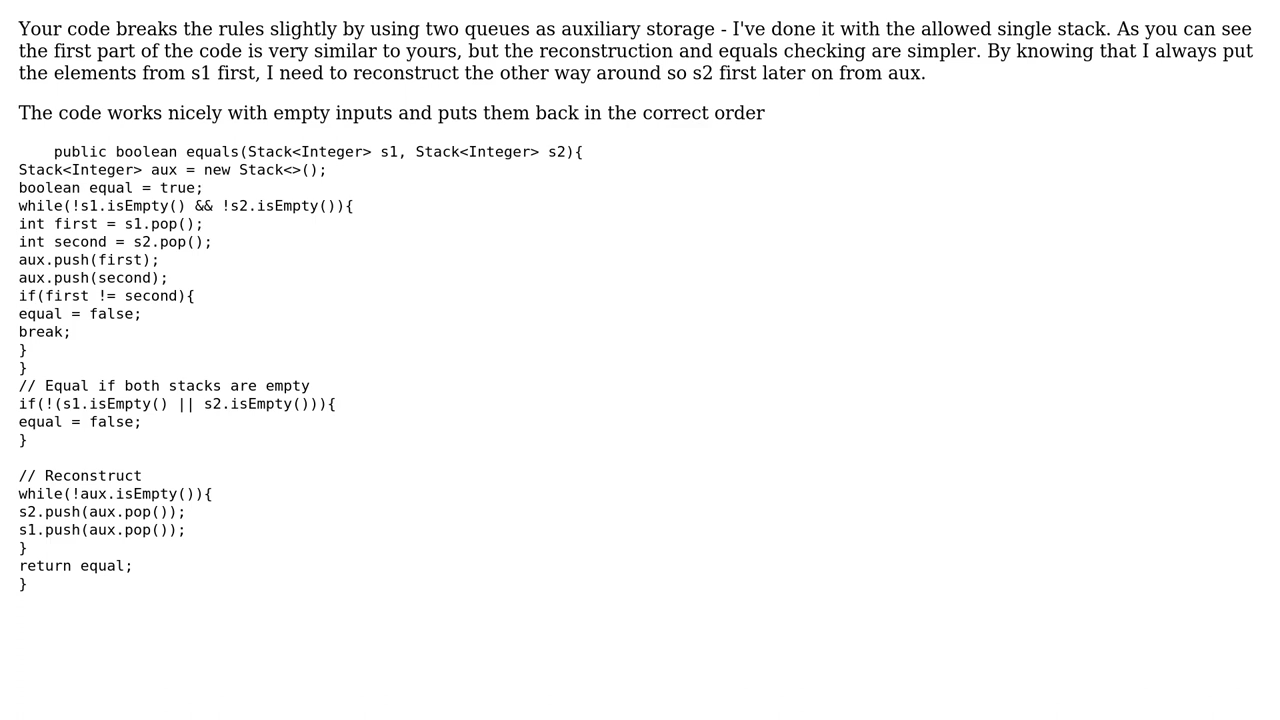 Your code breaks the rules slightly by using two queues as auxiliary storage - I've done it with the allowed single stack. As you can see
the first part of the code is very similar to yours, but the reconstruction and equals checking are simpler. By knowing that I always put
the elements from s1 first, I need to reconstruct the other way around so s2 first later on from aux.
The code works nicely with empty inputs and puts them back in the correct order
public boolean equals(Stack<Integer> s1, Stack<Integer> s2){
Stack<Integer> aux = new Stack<>();
boolean equal = true;
while(!s1.isEmpty() && !s2.isEmpty()){
int first = s1.pop();
int second = s2.pop();
aux.push(first);
aux.push(second);
if(first != second){
equal = false;
break;
}
}
// Equal if both stacks are empty
if(!(s1.isEmpty() || s2.isEmpty())){
equal = false;
}
// Reconstruct
while(!aux.isEmpty()){
s2.push(aux.pop());
s1.push(aux.pop());
}
return equal;
}